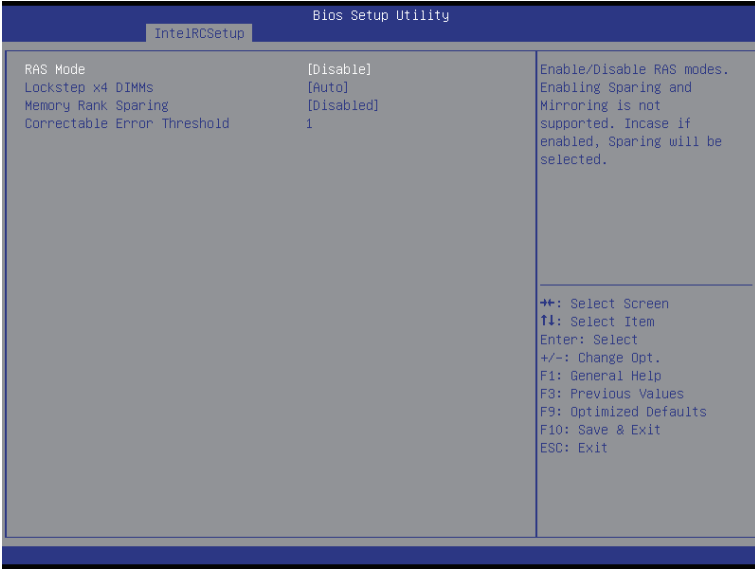 Bios Setup Utility
IntelRCSetup
RAS Mode [Disable]
Lockstep x4 DIMMs [Auto]
Memory Rank Sparing [Disabled]
Correctable Error Threshold 1
Enable/Disable RAS modes.
Enabling Sparing and
Mirroring is not
supported. Incase if
enabled, Sparing will be
selected.
→←: Select Screen
↑↓: Select Item
Enter: Select
+/-: Change Opt.
F1: General Help
F3: Previous Values
F9: Optimized Defaults
F10: Save & Exit
ESC: Exit